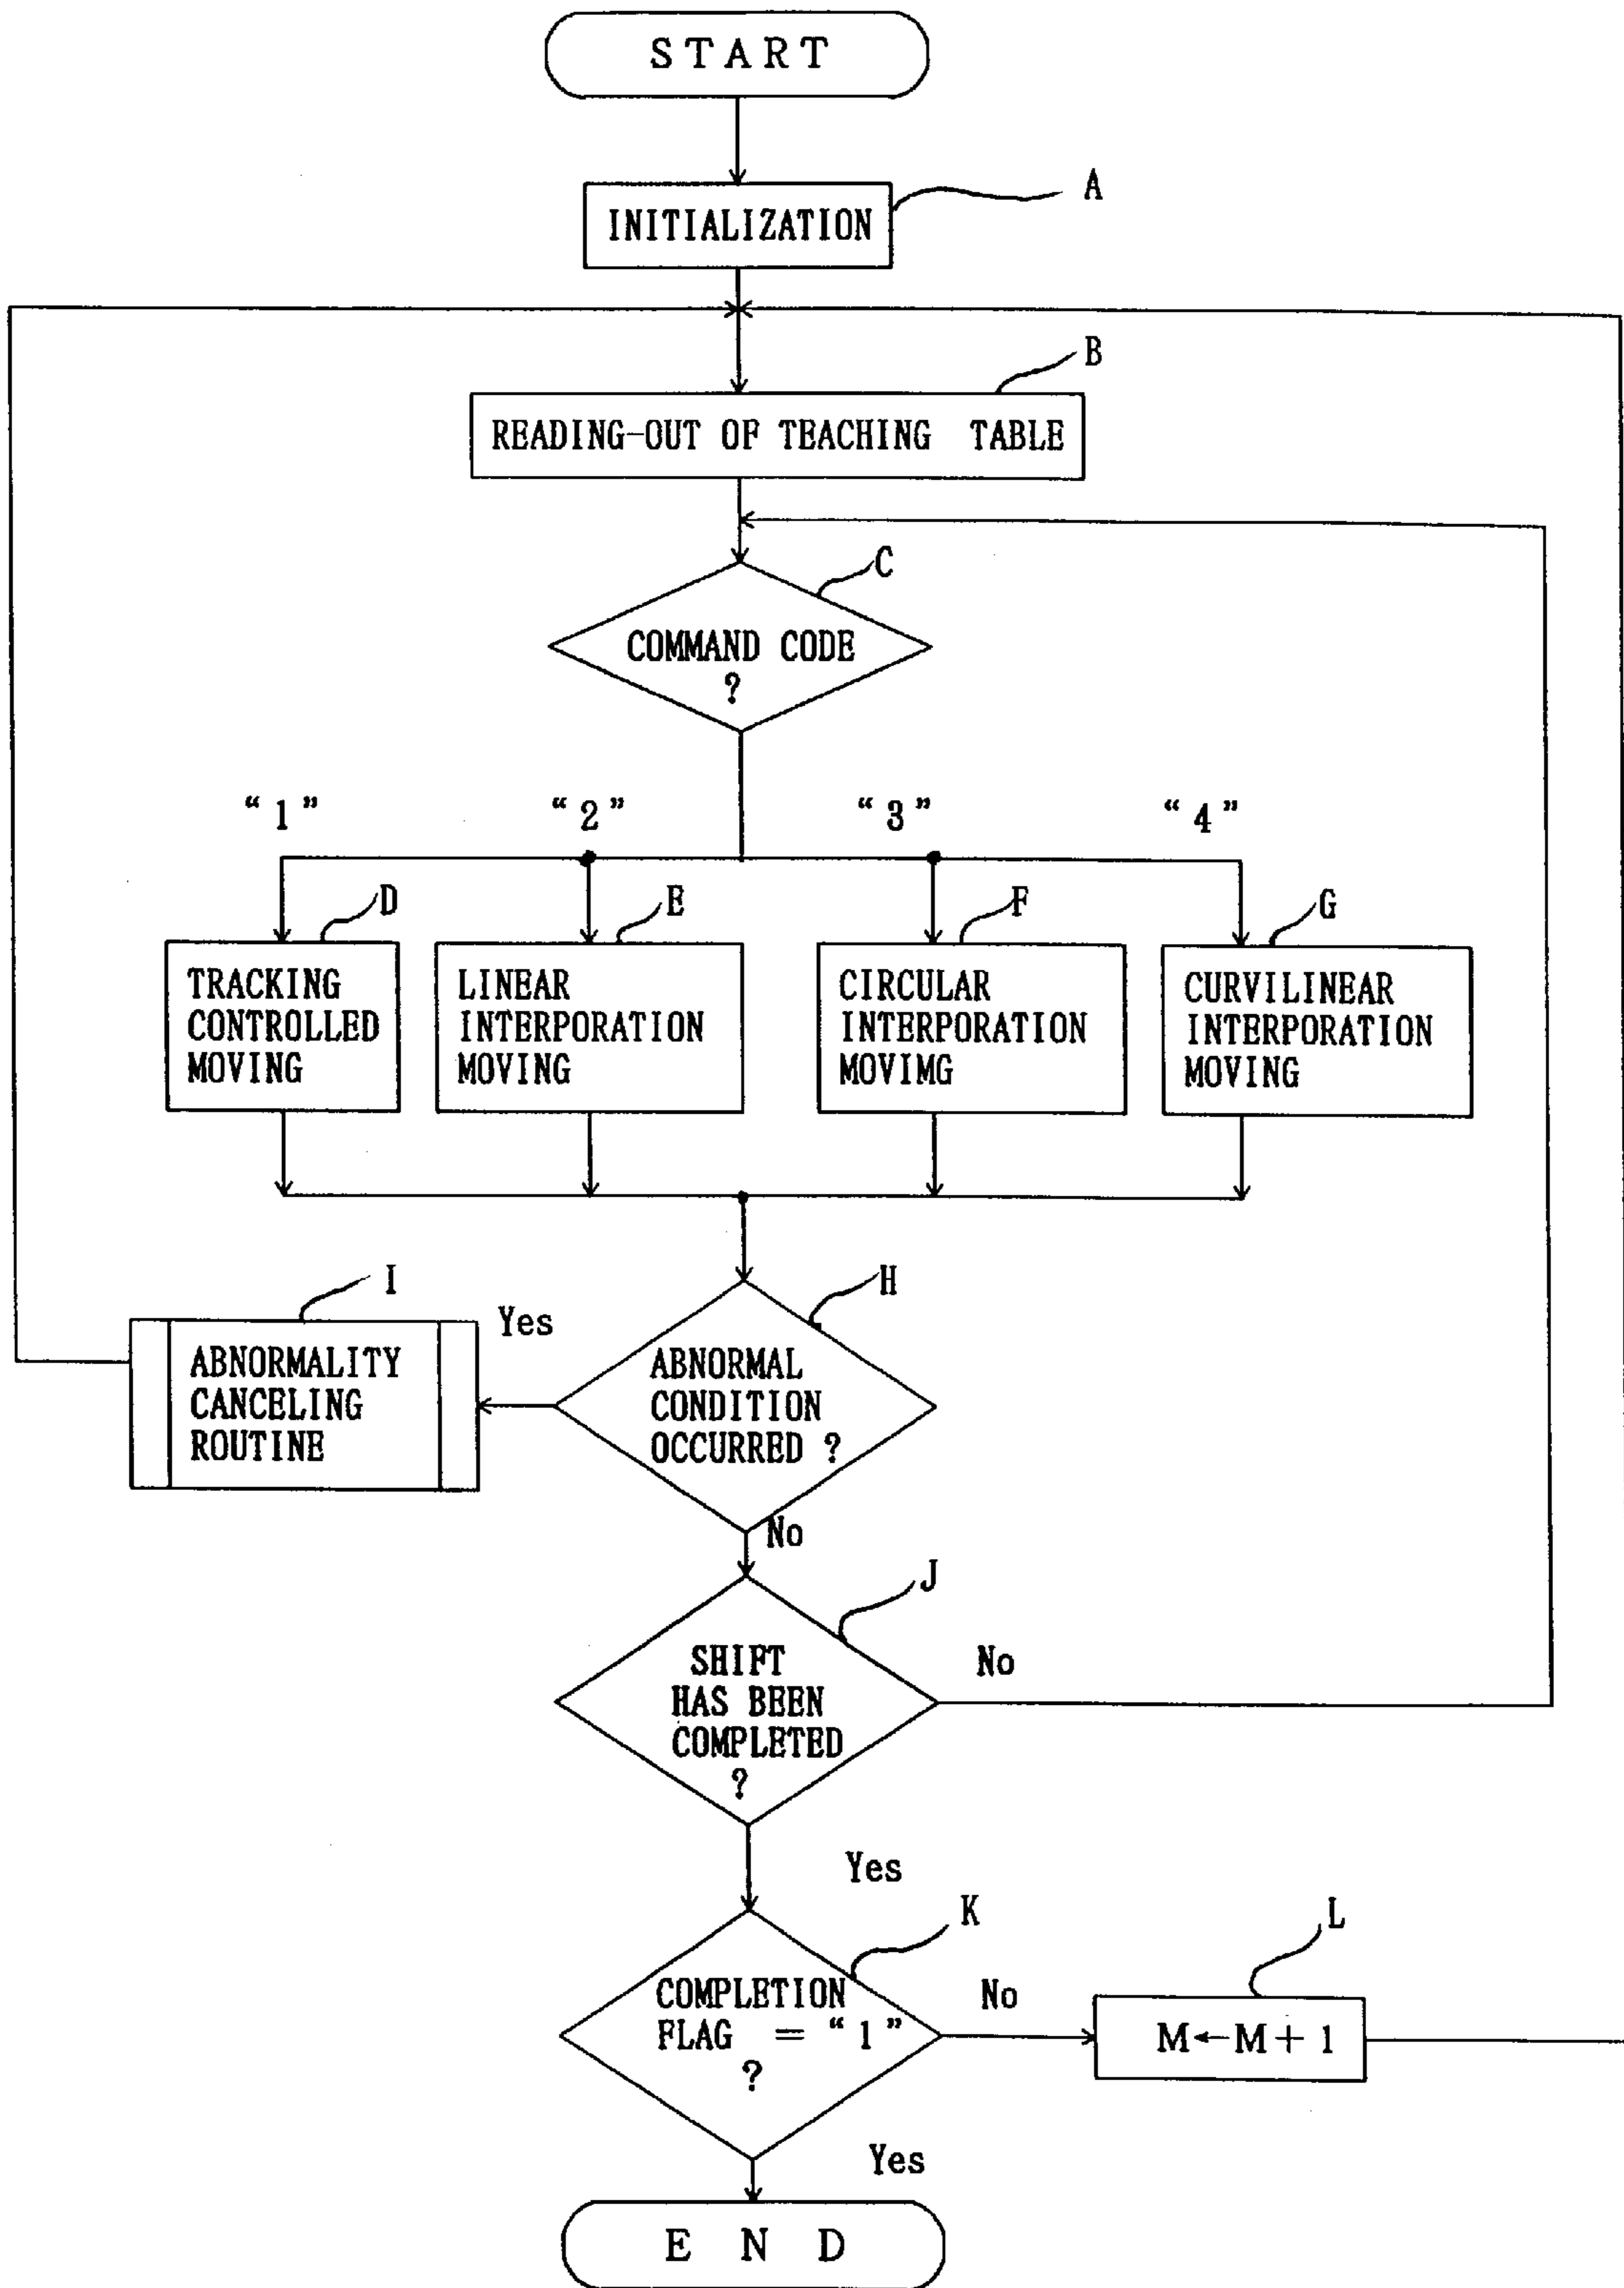 START
A
INITIALIZATION
B
READING-OUT OF TEACHING TABLE
C
COMMAND CODE
?
“1” “2” “3” “4”
D E F G
TRACKING
CONTROLLED
MOVING
LINEAR
INTERPORATION
MOVING
CIRCULAR
INTERPORATION
MOVIMG
CURVILINEAR
INTERPORATION
MOVING
H
I
Yes
ABNORMAL
CONDITION
OCCURRED ?
ABNORMALITY
CANCELING
ROUTINE
No
J
SHIFT
HAS BEEN
COMPLETED
?
No
Yes
K
L
COMPLETION
FLAG = “1”
?
No
M←M+1
Yes
END